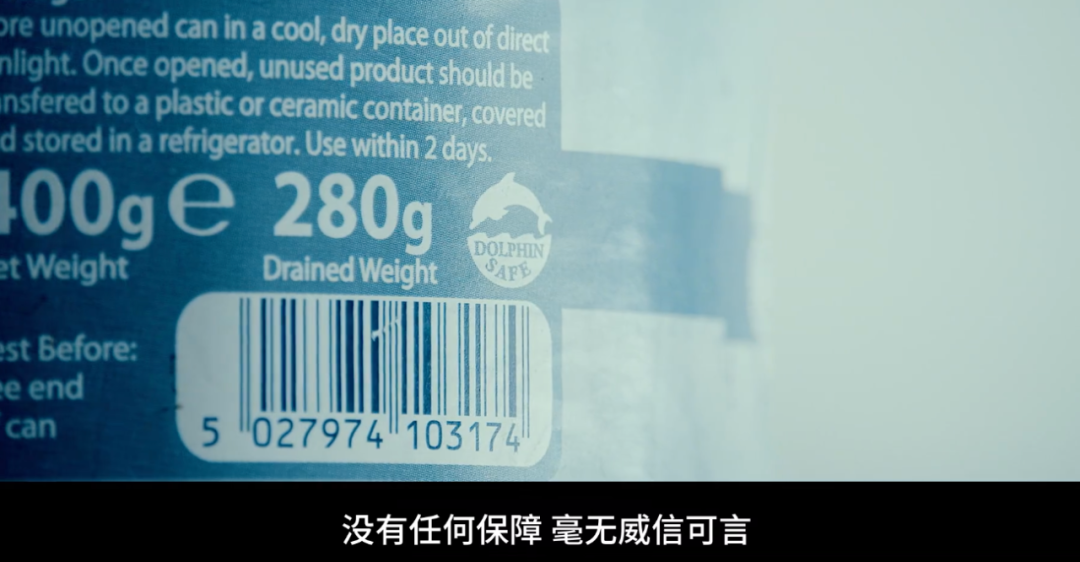 ore unopened can in a cool, dry place out of direct
nlight. Once opened, unused product should be
ansfered to a plastic or ceramic container, covered
d stored in a refrigerator. Use within 2 days.
400g e 280g
et Weight Drained Weight
DOLPHIN
SAFE
est Before:
ee end
can
5 027974 103174
没有任何保障 毫无威信可言